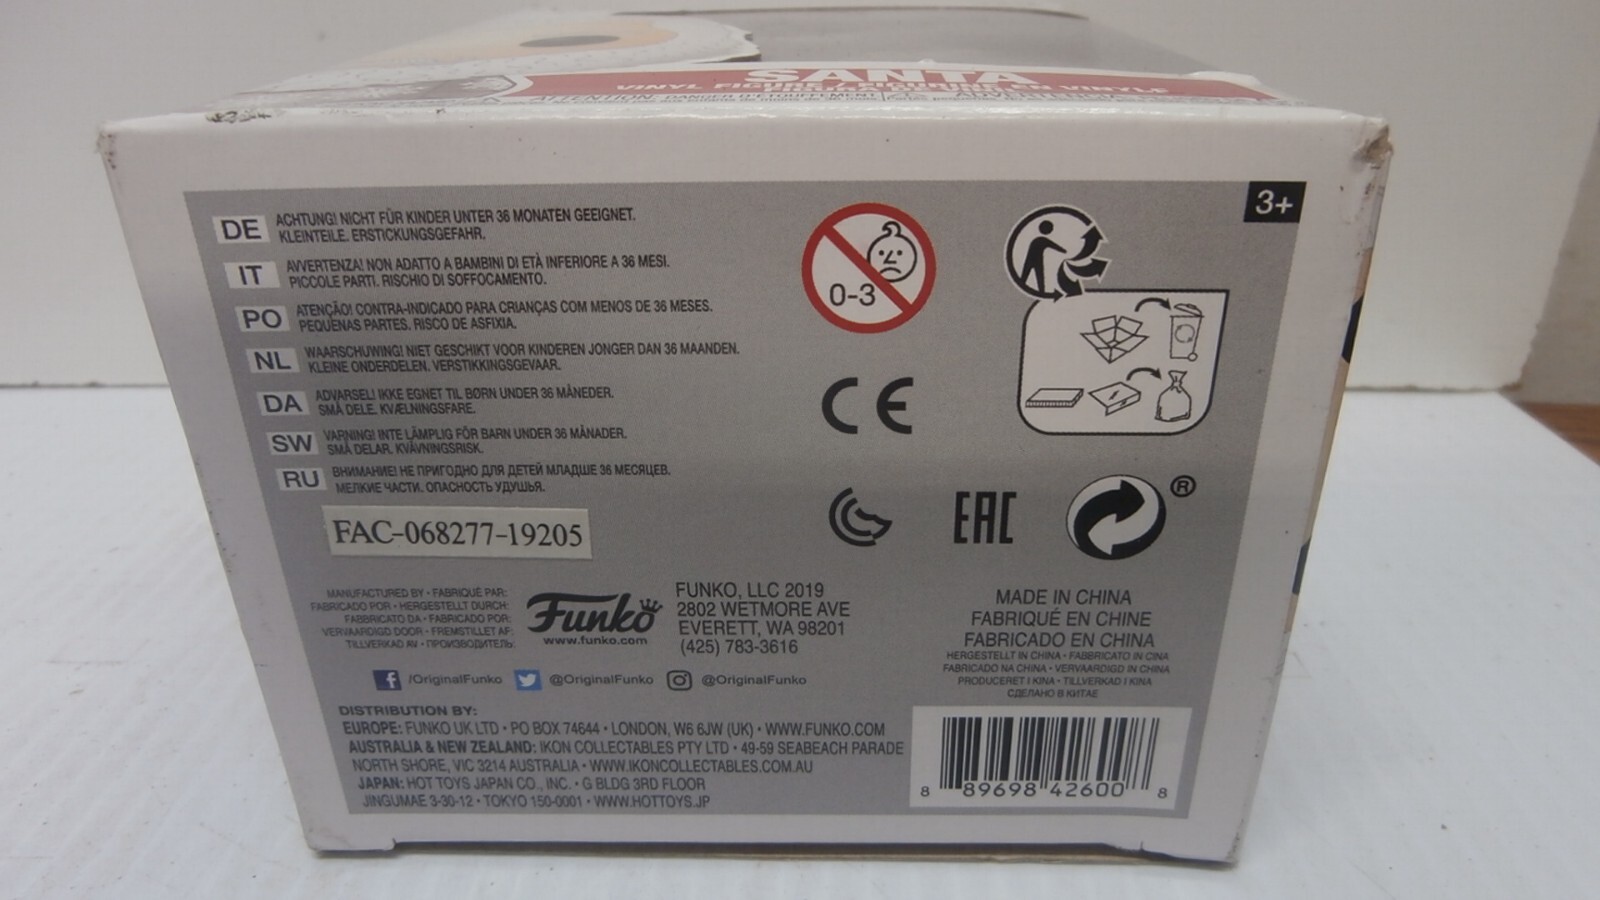 SANTA
VINYL FIGURE / FIGURINE EN VINYLE
ATTENTION: DANGER D'ÉTOUFFEMENT
3+
DE ACHTUNG! NICHT FÜR KINDER UNTER 36 MONATEN GEEIGNET.
KLEINTEILE. ERSTICKUNGSGEFAHR.
IT AVVERTENZA! NON ADATTO A BAMBINI DI ETÀ INFERIORE A 36 MESI.
PICCOLE PARTI. RISCHIO DI SOFFOCAMENTO.
PO ATENÇÃO! CONTRA-INDICADO PARA CRIANÇAS COM MENOS DE 36 MESES.
PEQUENAS PARTES. RISCO DE ASFIXIA.
NL WAARSCHUWING! NIET GESCHIKT VOOR KINDEREN JONGER DAN 36 MAANDEN.
KLEINE ONDERDELEN. VERSTIKKINGSGEVAAR.
DA ADVARSEL! IKKE EGNET TIL BØRN UNDER 36 MÅNEDER.
SMÅ DELE. KVÆLNINGSFARE.
SW VARNING! INTE LÄMPLIG FÖR BARN UNDER 36 MÅNADER.
SMÅ DELAR. KVÄVNINGSRISK.
RU ВНИМАНИЕ! НЕ ПРИГОДНО ДЛЯ ДЕТЕЙ МЛАДШЕ 36 МЕСЯЦЕВ.
МЕЛКИЕ ЧАСТИ. ОПАСНОСТЬ УДУШЬЯ.
0-3
CE
EAC
®
FAC-068277-19205
MANUFACTURED BY • FABRIQUÉ PAR:
FABRICADO POR • HERGESTELLT DURCH:
FABBRICATO DA • FABRICADO POR:
VERVAARDIGD DOOR • FREMSTILLET AF:
TILLVERKAD AV • ПРОИЗВОДИТЕЛЬ:
Funko
www.funko.com
FUNKO, LLC 2019
2802 WETMORE AVE
EVERETT, WA 98201
(425) 783-3616
MADE IN CHINA
FABRIQUÉ EN CHINE
FABRICADO EN CHINA
HERGESTELLT IN CHINA • FABBRICATO IN CINA
FABRICADO NA CHINA • VERVAARDIGD IN CHINA
PRODUCERET I KINA • TILLVERKAD I KINA
СДЕЛАНО В КИТАЕ
f /OriginalFunko @OriginalFunko @OriginalFunko
DISTRIBUTION BY:
EUROPE: FUNKO UK LTD • PO BOX 74644 • LONDON, W6 6JW (UK) • WWW.FUNKO.COM
AUSTRALIA & NEW ZEALAND: IKON COLLECTABLES PTY LTD • 49-59 SEABEACH PARADE
NORTH SHORE, VIC 3214 AUSTRALIA • WWW.IKONCOLLECTABLES.COM.AU
JAPAN: HOT TOYS JAPAN CO., INC. • G BLDG 3RD FLOOR
JINGUMAE 3-30-12 • TOKYO 150-0001 • WWW.HOTTOYS.JP
8 89698 42600 8